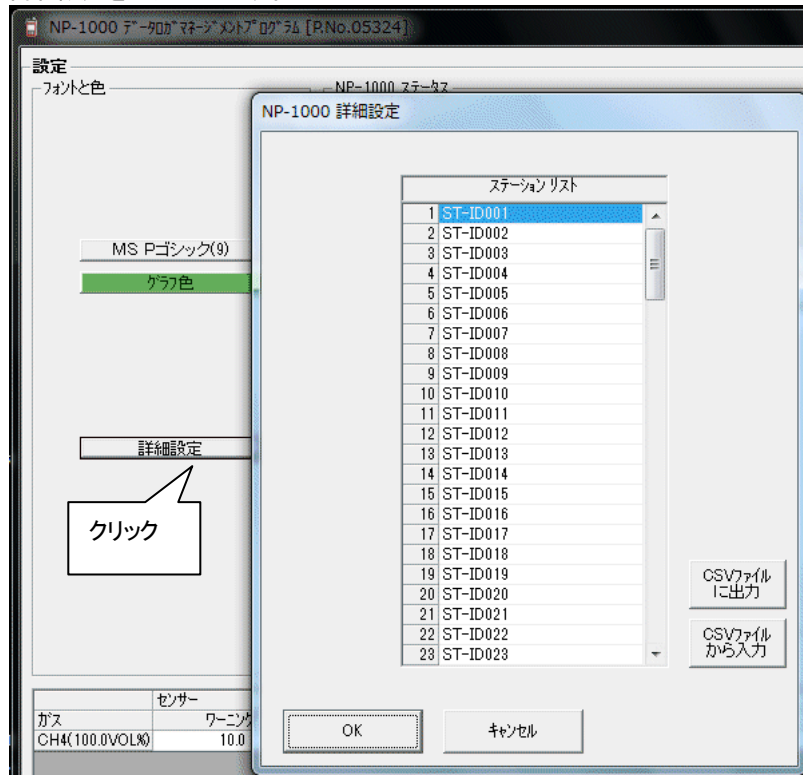 NP-1000 ﾃﾞｰﾀﾛｶﾞﾏﾈｰｼﾞﾒﾝﾄﾌﾟﾛｸﾞﾗﾑ [P.No.05324]
設定
ﾌｫﾝﾄと色
NP-1000 ｽﾃｰﾀｽ
MS Pゴシック(9)
ｸﾞﾗﾌ色
詳細設定
クリック
センサー
ガス
CH4(100.0VOL%) 10.0
NP-1000 詳細設定
ｽﾃｰｼｮﾝ ﾘｽﾄ
1 ST-ID001
2 ST-ID002
3 ST-ID003
4 ST-ID004
5 ST-ID005
6 ST-ID006
7 ST-ID007
8 ST-ID008
9 ST-ID009
10 ST-ID010
11 ST-ID011
12 ST-ID012
13 ST-ID013
14 ST-ID014
15 ST-ID015
16 ST-ID016
17 ST-ID017
18 ST-ID018
19 ST-ID019
20 ST-ID020
21 ST-ID021
22 ST-ID022
23 ST-ID023
CSVﾌｧｲﾙ
に出力
CSVﾌｧｲﾙ
から入力
OK
ｷｬﾝｾﾙ